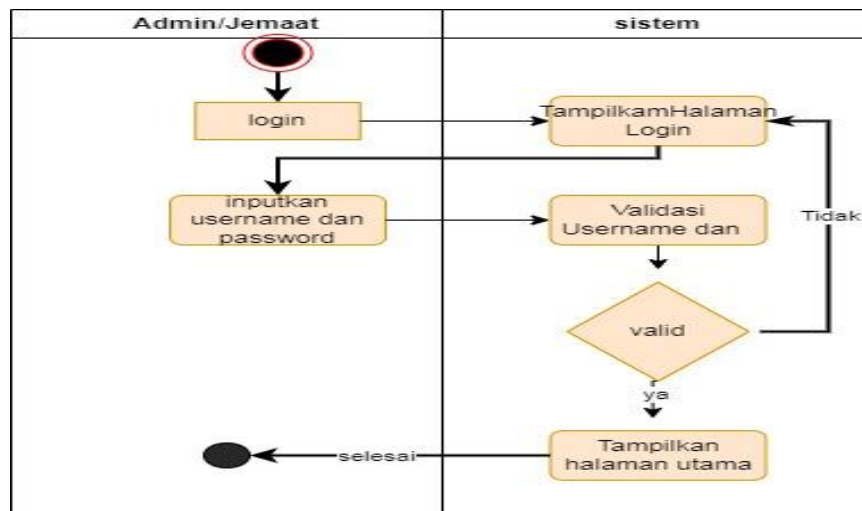 Admin/Jemaat
sistem
login
TampilkamHalaman
Login
inputkan
username dan
password
Validasi
Username dan
Tidak
valid
ya
Tampilkan
halaman utama
selesai